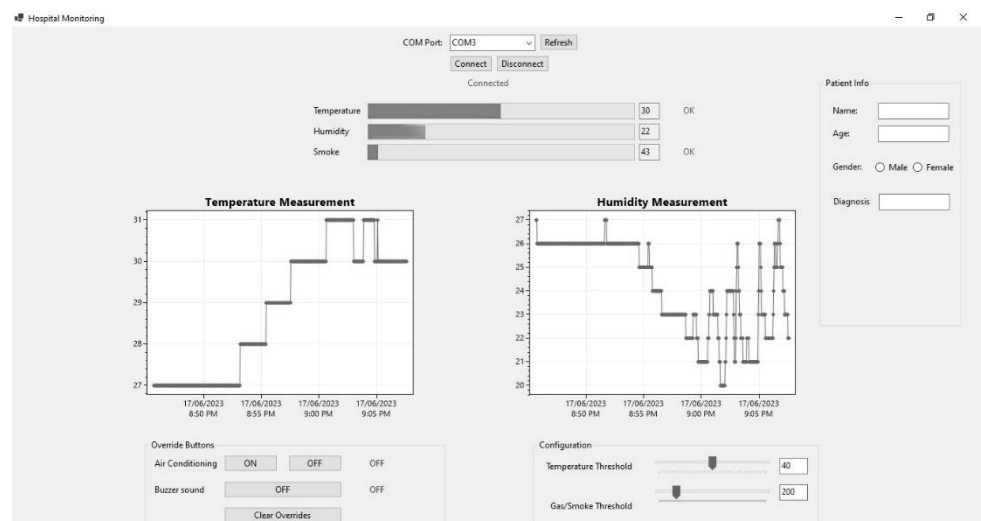 Hospital Monitoring
COM Port: COM3 Refresh
Connect Disconnect
Connected
Temperature 30 OK
Humidity 22
Smoke 43 OK
Patient Info
Name:
Age:
Gender: Male Female
Diagnosis
Temperature Measurement
31
30
29
28
27
17/06/2023 17/06/2023 17/06/2023 17/06/2023
8:50 PM 8:55 PM 9:00 PM 9:05 PM
Humidity Measurement
27
26
25
24
23
22
21
20
17/06/2023 17/06/2023 17/06/2023 17/06/2023
8:50 PM 8:55 PM 9:00 PM 9:05 PM
Override Buttons
Air Conditioning ON OFF OFF
Buzzer sound OFF OFF
Clear Overrides
Configuration
Temperature Threshold 40
Gas/Smoke Threshold 200